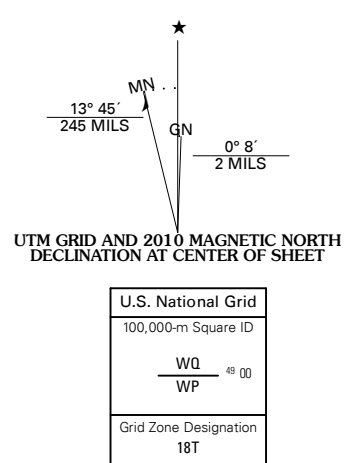 ★
MN
13° 45´
245 MILS
GN
0° 8´
2 MILS
UTM GRID AND 2010 MAGNETIC NORTH
DECLINATION AT CENTER OF SHEET
U.S. National Grid
100,000-m Square ID
WQ
49 00
WP
Grid Zone Designation
18T